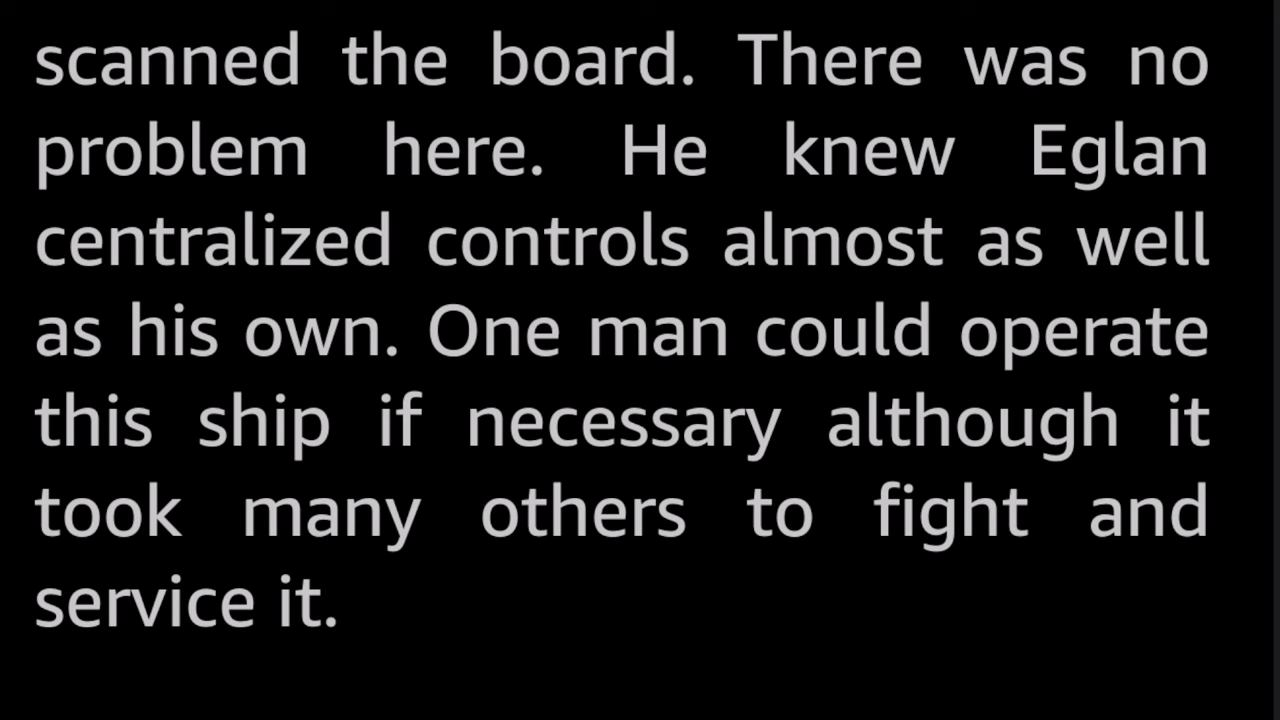 scanned the board. There was no
problem here. He knew Eglan
centralized controls almost as well
as his own. One man could operate
this ship if necessary although it
took many others to fight and
service it.